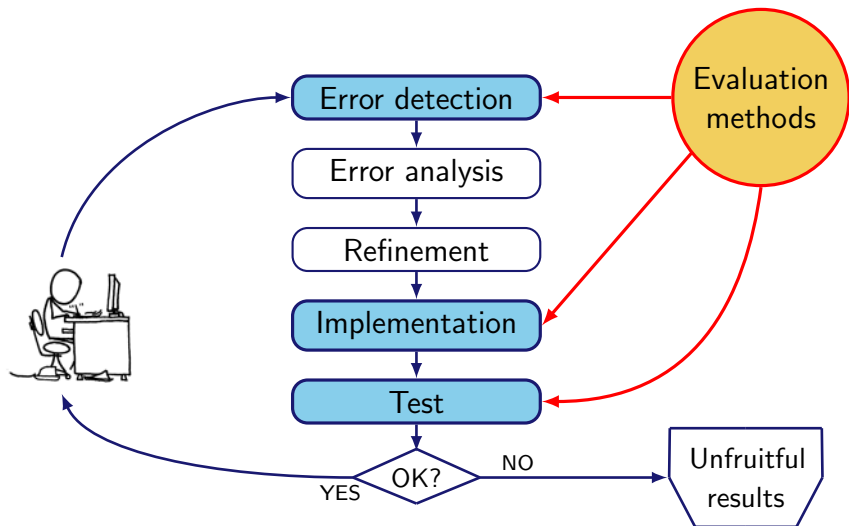 Error detection
Evaluation
methods
Error analysis
Refinement
Implementation
Test
OK?
YES
NO
Unfruitful
results